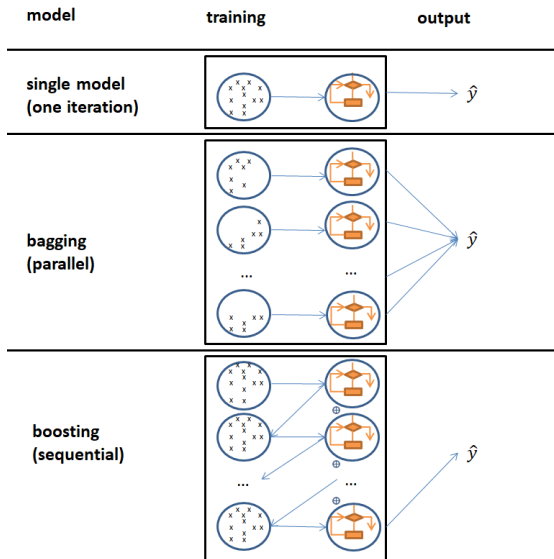 model training output
single model
(one iteration)
ŷ
bagging
(parallel)
... ...
ŷ
boosting
(sequential)
⊕
⊕
... ...
⊕
ŷ